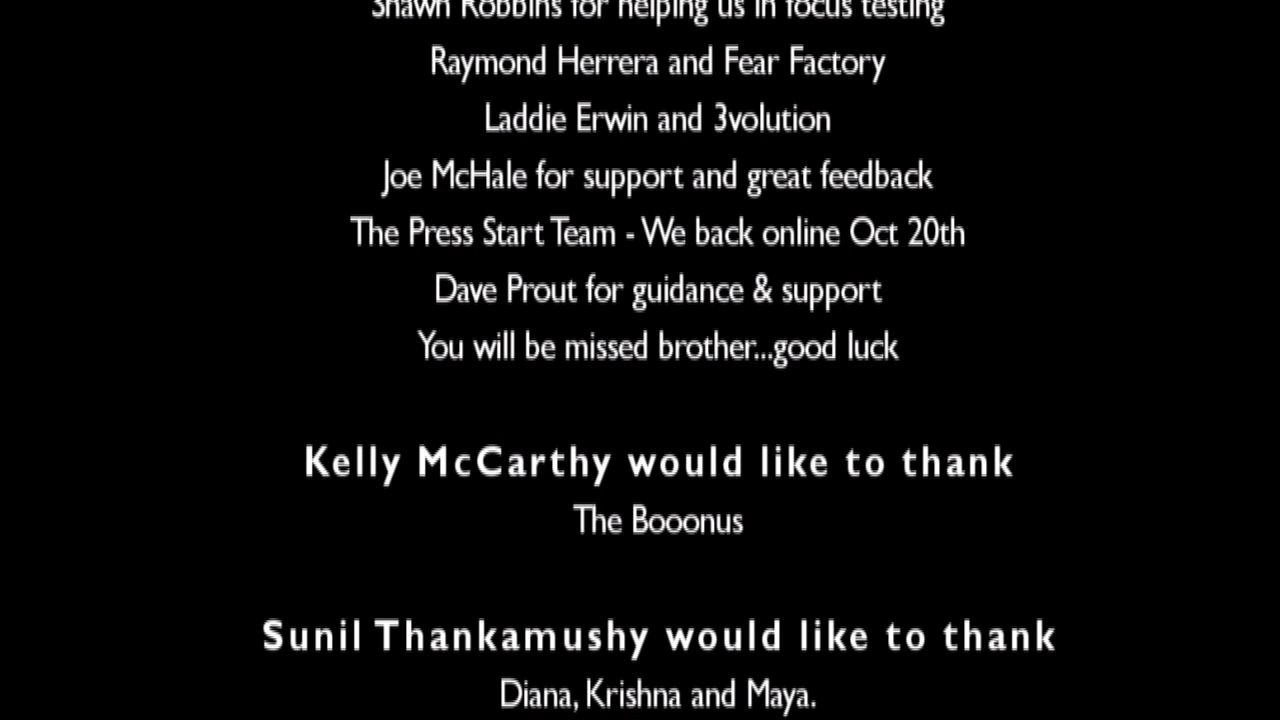 Shawn Robbins for helping us in focus testing
Raymond Herrera and Fear Factory
Laddie Erwin and 3volution
Joe McHale for support and great feedback
The Press Start Team - We back online Oct 20th
Dave Prout for guidance & support
You will be missed brother...good luck
Kelly McCarthy would like to thank
The Booonus
Sunil Thankamushy would like to thank
Diana, Krishna and Maya.